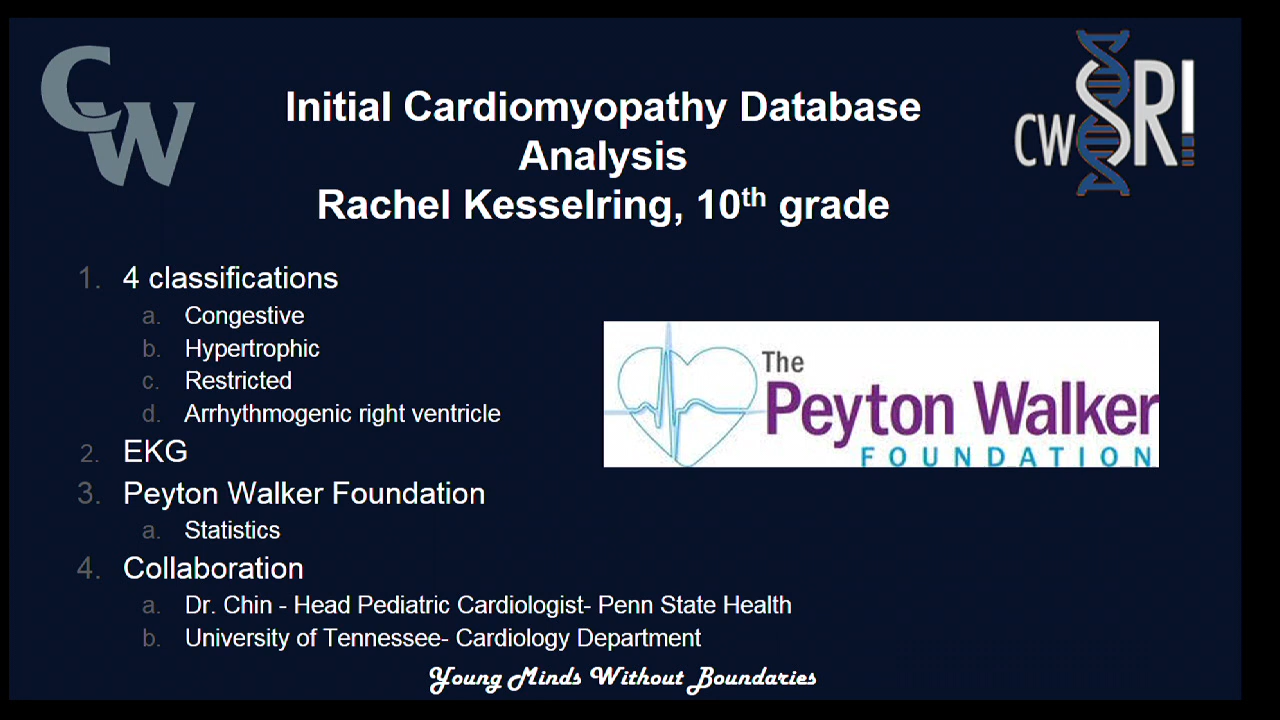 CW
Initial Cardiomyopathy Database
Analysis
Rachel Kesselring, 10th grade
CWSRI
1. 4 classifications
a. Congestive
b. Hypertrophic
c. Restricted
d. Arrhythmogenic right ventricle
2. EKG
3. Peyton Walker Foundation
a. Statistics
4. Collaboration
a. Dr. Chin - Head Pediatric Cardiologist- Penn State Health
b. University of Tennessee- Cardiology Department
The
Peyton Walker
FOUNDATION
Young Minds Without Boundaries